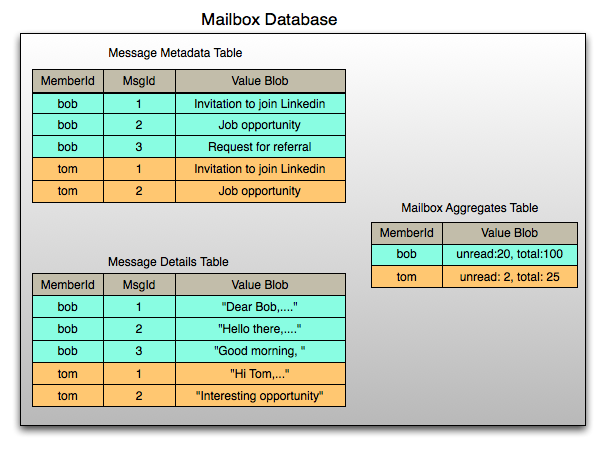 Mailbox Database
Message Metadata Table
MemberId MsgId Value Blob
bob 1 Invitation to join Linkedin
bob 2 Job opportunity
bob 3 Request for referral
tom 1 Invitation to join Linkedin
tom 2 Job opportunity
Mailbox Aggregates Table
MemberId Value Blob
bob unread:20, total:100
tom unread: 2, total: 25
Message Details Table
MemberId MsgId Value Blob
bob 1 "Dear Bob,...."
bob 2 "Hello there,...."
bob 3 "Good morning, "
tom 1 "Hi Tom,..."
tom 2 "Interesting opportunity"